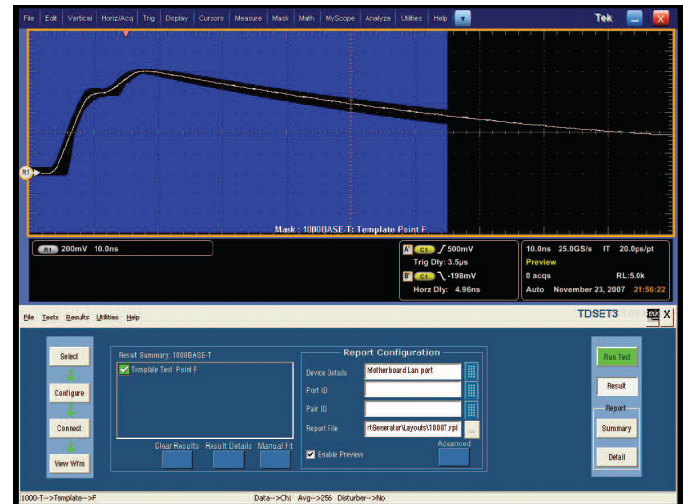 File Edit Vertical Horiz/Acq Trig Display Cursors Measure Mask Math MyScope Analyze Utilities Help Tek X
R1
Mask : 1000BASE-T: Template Point F
R1 200mV 10.0ns
A' C1 500mV
Trig Dly: 3.5µs
B' C1 -198mV
Horz Dly: 4.96ns
10.0ns 25.0GS/s IT 20.0ps/pt
Preview
0 acqs RL:5.0k
Auto November 23, 2007 21:56:22
File Tests Results Utilities Help TDSET3 X
Select
Configure
Connect
View Wfm
Result Summary: 1000BASE-T
Template Test: Point F
Clear Results Result Details Manual Fit
Report Configuration
Device Details Motherboard Lan port
Port ID
Pair ID
Report File rtGenerator\Layouts\1000T.rpl ...
Advanced
Enable Preview
Run Test
Result
Report
Summary
Detail
1000-T-->Template-->F Data-->Ch1 Avg-->256 Disturber-->No